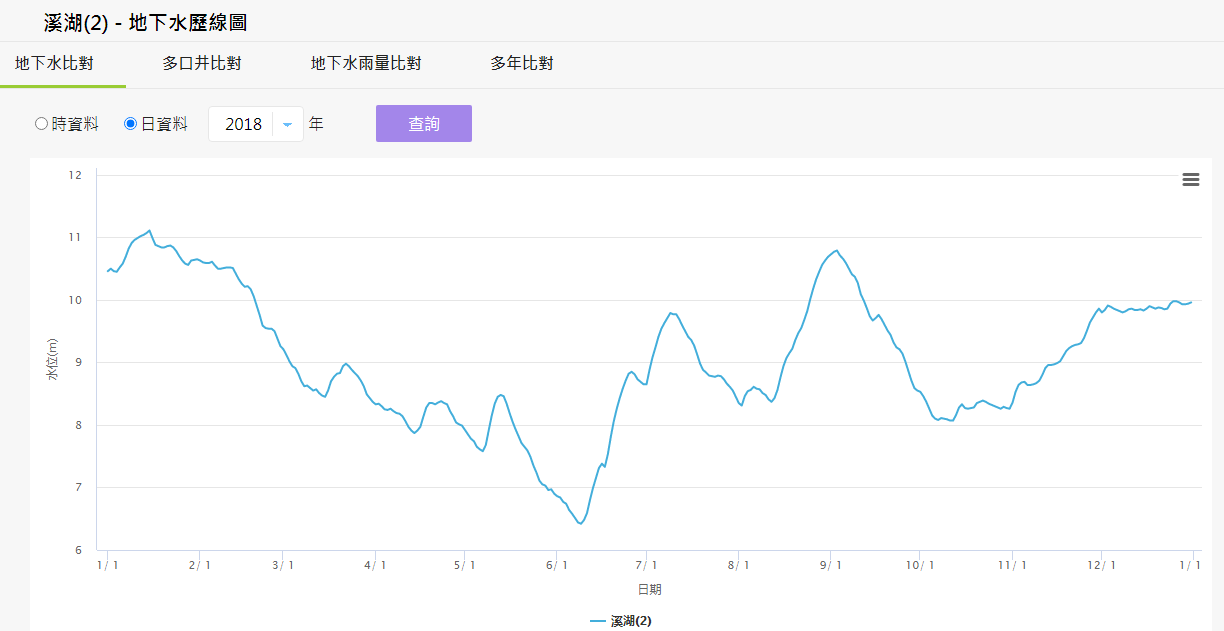 溪湖(2) - 地下水歷線圖
地下水比對 多口井比對 地下水雨量比對 多年比對
時資料 日資料 2018 年 查詢
12
11
10
9
水位(m)
8
7
6
1/ 1 2/ 1 3/ 1 4/ 1 5/ 1 6/ 1 7/ 1 8/ 1 9/ 1 10/ 1 11/ 1 12/ 1 1/ 1
日期
溪湖(2)